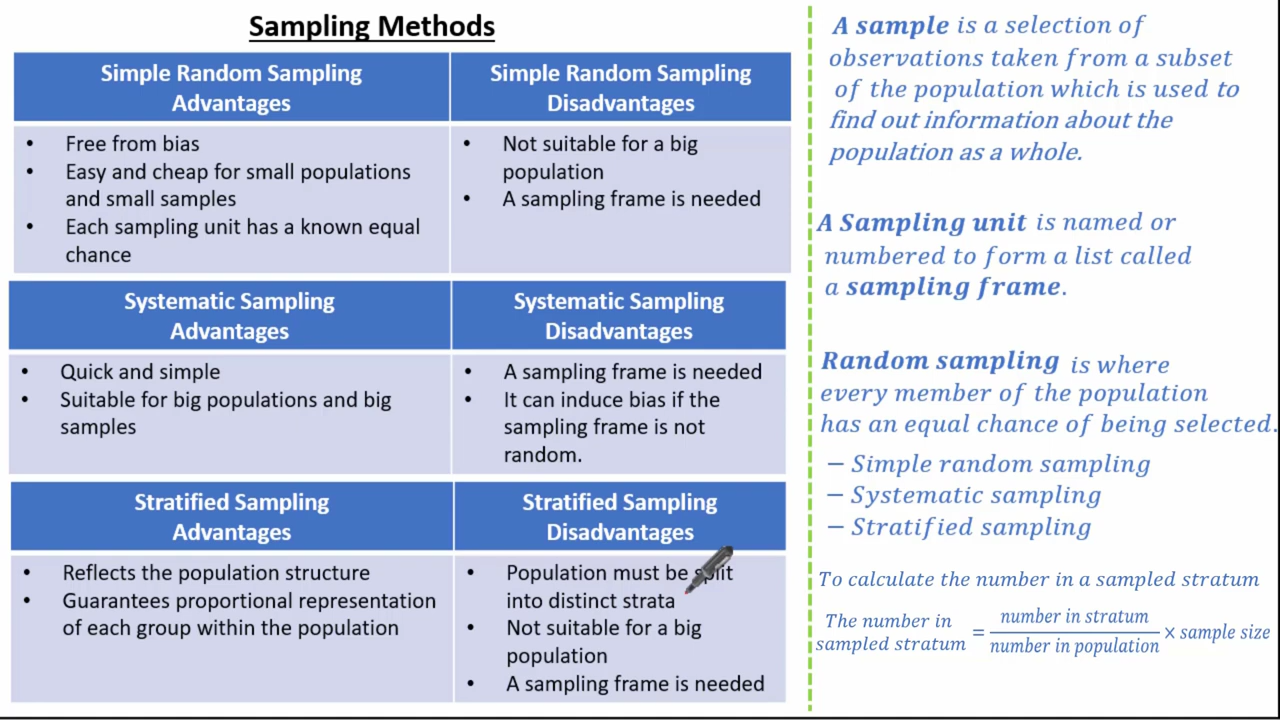 Sampling Methods
Simple Random Sampling
Advantages
Simple Random Sampling
Disadvantages
• Free from bias
• Easy and cheap for small populations
and small samples
• Each sampling unit has a known equal
chance
• Not suitable for a big
population
• A sampling frame is needed
Systematic Sampling
Advantages
Systematic Sampling
Disadvantages
• Quick and simple
• Suitable for big populations and big
samples
• A sampling frame is needed
• It can induce bias if the
sampling frame is not
random.
Stratified Sampling
Advantages
Stratified Sampling
Disadvantages
• Reflects the population structure
• Guarantees proportional representation
of each group within the population
• Population must be split
into distinct strata
• Not suitable for a big
population
• A sampling frame is needed
A sample is a selection of
observations taken from a subset
of the population which is used to
find out information about the
population as a whole.
A Sampling unit is named or
numbered to form a list called
a sampling frame.
Random sampling is where
every member of the population
has an equal chance of being selected.
− Simple random sampling
− Systematic sampling
− Stratified sampling
To calculate the number in a sampled stratum
The number in
sampled stratum = number in stratum / number in population × sample size